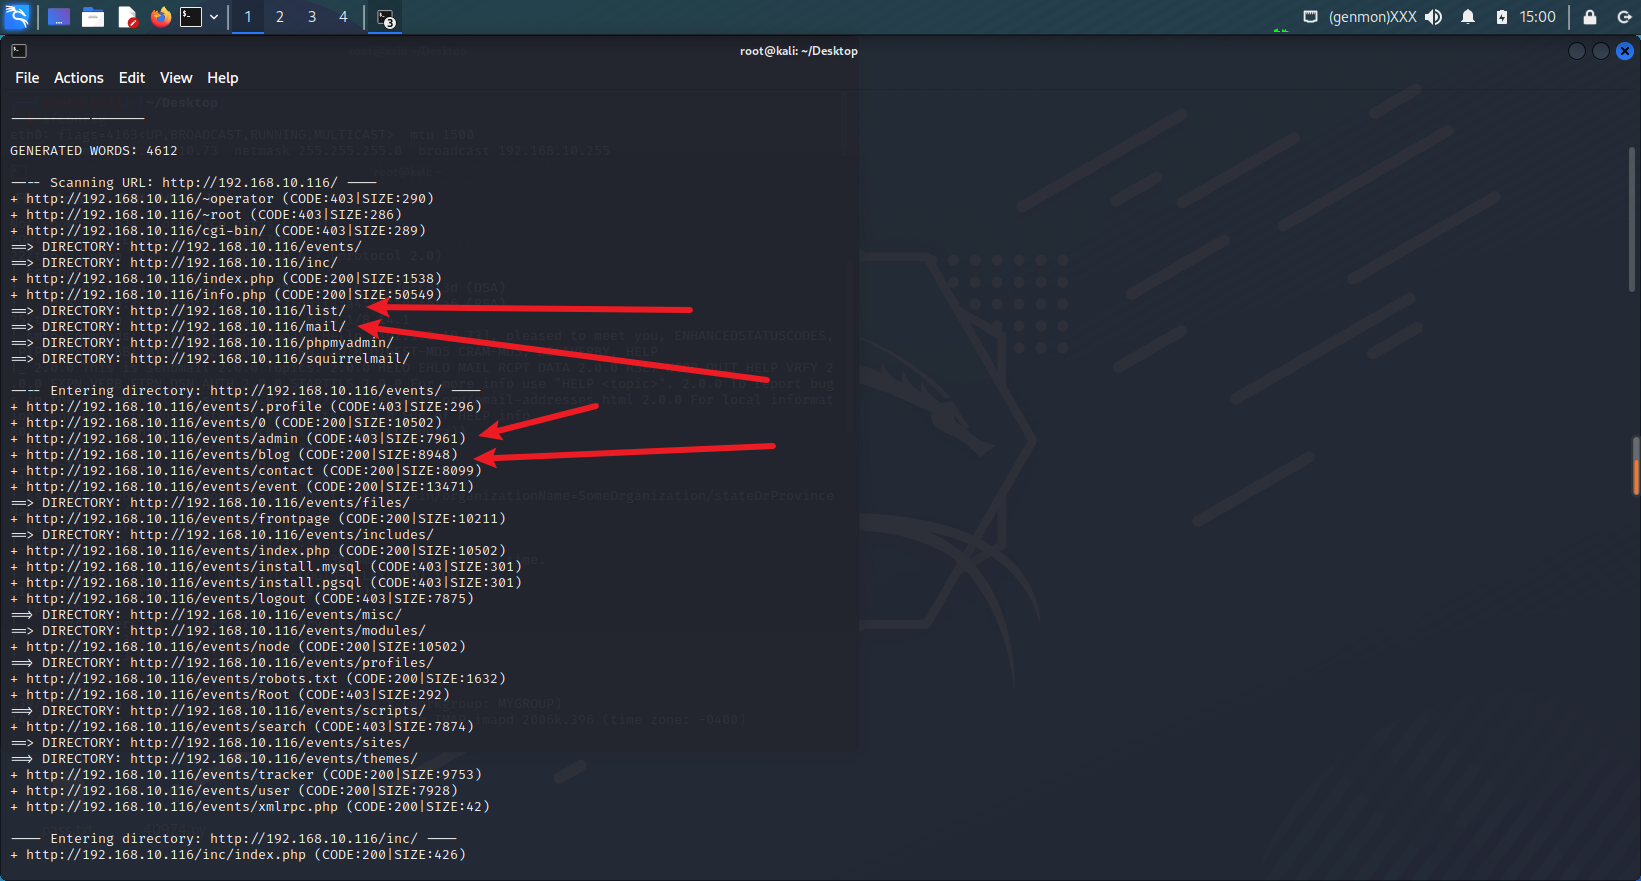 1 2 3 4 3 (genmon)XXX 15:00
root@kali: ~/Desktop
File Actions Edit View Help
~/Desktop
eth0: flags=4163<UP,BROADCAST,RUNNING,MULTICAST> mtu 1500
GENERATED WORDS: 4612
netmask 255.255.255.0 broadcast 192.168.10.255
---- Scanning URL: http://192.168.10.116/ ----
+ http://192.168.10.116/~operator (CODE:403|SIZE:290)
+ http://192.168.10.116/~root (CODE:403|SIZE:286)
+ http://192.168.10.116/cgi-bin/ (CODE:403|SIZE:289)
==> DIRECTORY: http://192.168.10.116/events/
==> DIRECTORY: http://192.168.10.116/inc/
+ http://192.168.10.116/index.php (CODE:200|SIZE:1538)
+ http://192.168.10.116/info.php (CODE:200|SIZE:50549)
==> DIRECTORY: http://192.168.10.116/list/
==> DIRECTORY: http://192.168.10.116/mail/
==> DIRECTORY: http://192.168.10.116/phpmyadmin/
==> DIRECTORY: http://192.168.10.116/squirrelmail/
---- Entering directory: http://192.168.10.116/events/ ----
+ http://192.168.10.116/events/.profile (CODE:403|SIZE:296)
+ http://192.168.10.116/events/0 (CODE:200|SIZE:10502)
+ http://192.168.10.116/events/admin (CODE:403|SIZE:7961)
+ http://192.168.10.116/events/blog (CODE:200|SIZE:8948)
+ http://192.168.10.116/events/contact (CODE:200|SIZE:8099)
+ http://192.168.10.116/events/event (CODE:200|SIZE:13471)
==> DIRECTORY: http://192.168.10.116/events/files/
+ http://192.168.10.116/events/frontpage (CODE:200|SIZE:10211)
==> DIRECTORY: http://192.168.10.116/events/includes/
+ http://192.168.10.116/events/index.php (CODE:200|SIZE:10502)
+ http://192.168.10.116/events/install.mysql (CODE:403|SIZE:301)
+ http://192.168.10.116/events/install.pgsql (CODE:403|SIZE:301)
+ http://192.168.10.116/events/logout (CODE:403|SIZE:7875)
==> DIRECTORY: http://192.168.10.116/events/misc/
==> DIRECTORY: http://192.168.10.116/events/modules/
+ http://192.168.10.116/events/node (CODE:200|SIZE:10502)
==> DIRECTORY: http://192.168.10.116/events/profiles/
+ http://192.168.10.116/events/robots.txt (CODE:200|SIZE:1632)
+ http://192.168.10.116/events/Root (CODE:403|SIZE:292)
==> DIRECTORY: http://192.168.10.116/events/scripts/
+ http://192.168.10.116/events/search (CODE:403|SIZE:7874)
==> DIRECTORY: http://192.168.10.116/events/sites/
==> DIRECTORY: http://192.168.10.116/events/themes/
+ http://192.168.10.116/events/tracker (CODE:200|SIZE:9753)
+ http://192.168.10.116/events/user (CODE:200|SIZE:7928)
+ http://192.168.10.116/events/xmlrpc.php (CODE:200|SIZE:42)
---- Entering directory: http://192.168.10.116/inc/ ----
+ http://192.168.10.116/inc/index.php (CODE:200|SIZE:426)